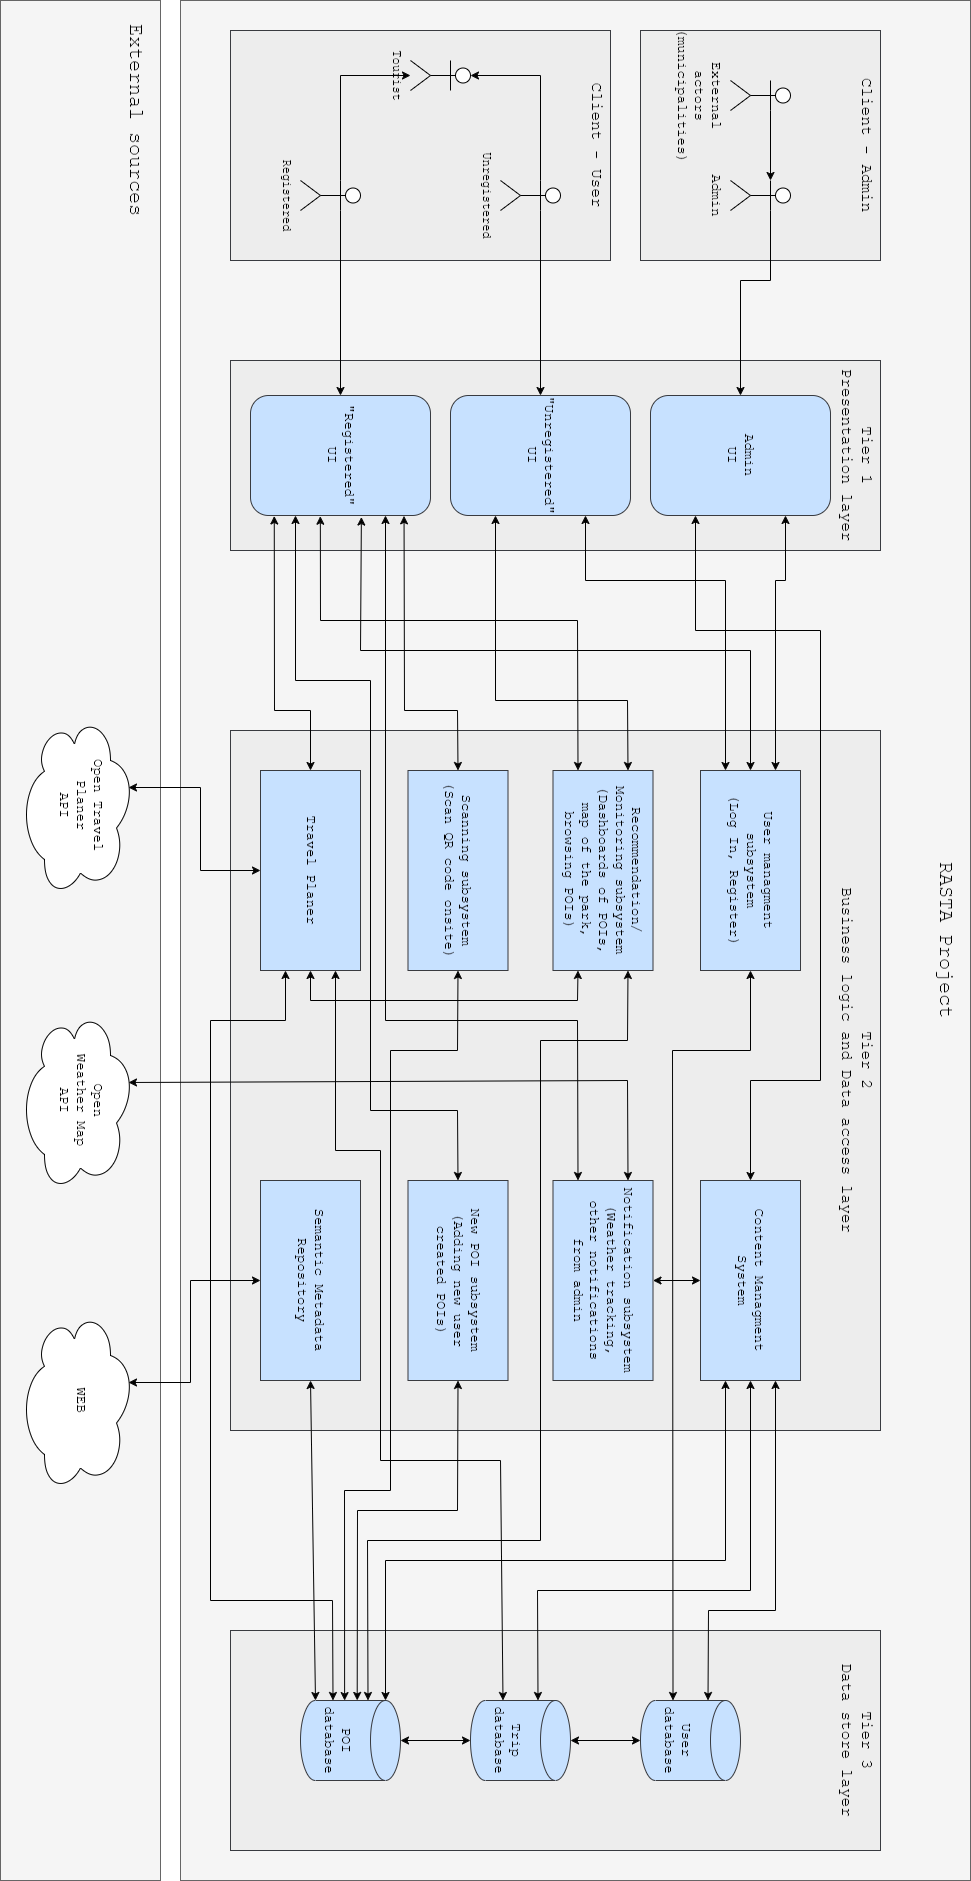 RASTA Project
Client - Admin
External
actors
(municipalities)
Admin
Client - User
Tourist
Unregistered
Registered
Tier 1
Presentation layer
Admin
UI
"Unregistered"
UI
"Registered"
UI
Tier 2
Business logic and Data access layer
User managment
subsystem
(Log In, Register)
Recommendation/
Monitoring subsystem
(Dashboards of POIs,
map of the park,
browsing POIs)
Scanning subsystem
(Scan QR code onsite)
Travel Planer
Content Managment
System
Notification subsystem
(Weather tracking,
other notifications
from admin
New POI subsystem
(Adding new user
created POIs)
Semantic Metadata
Repository
Tier 3
Data store layer
User
database
Trip
database
POI
database
External sources
Open Travel
Planer
API
Open
Weather Map
API
WEB